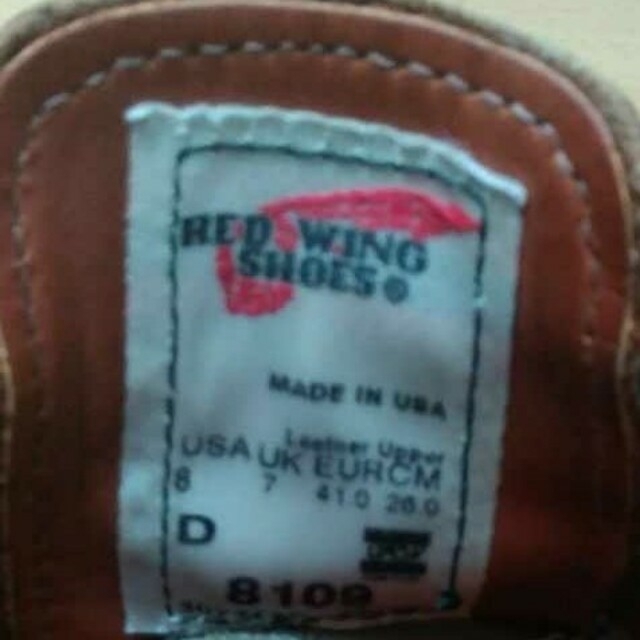 RED WING
SHOES®
MADE IN USA
Leather Upper
USA UK EUR CM
8 7 41.0 26.0
D
8109